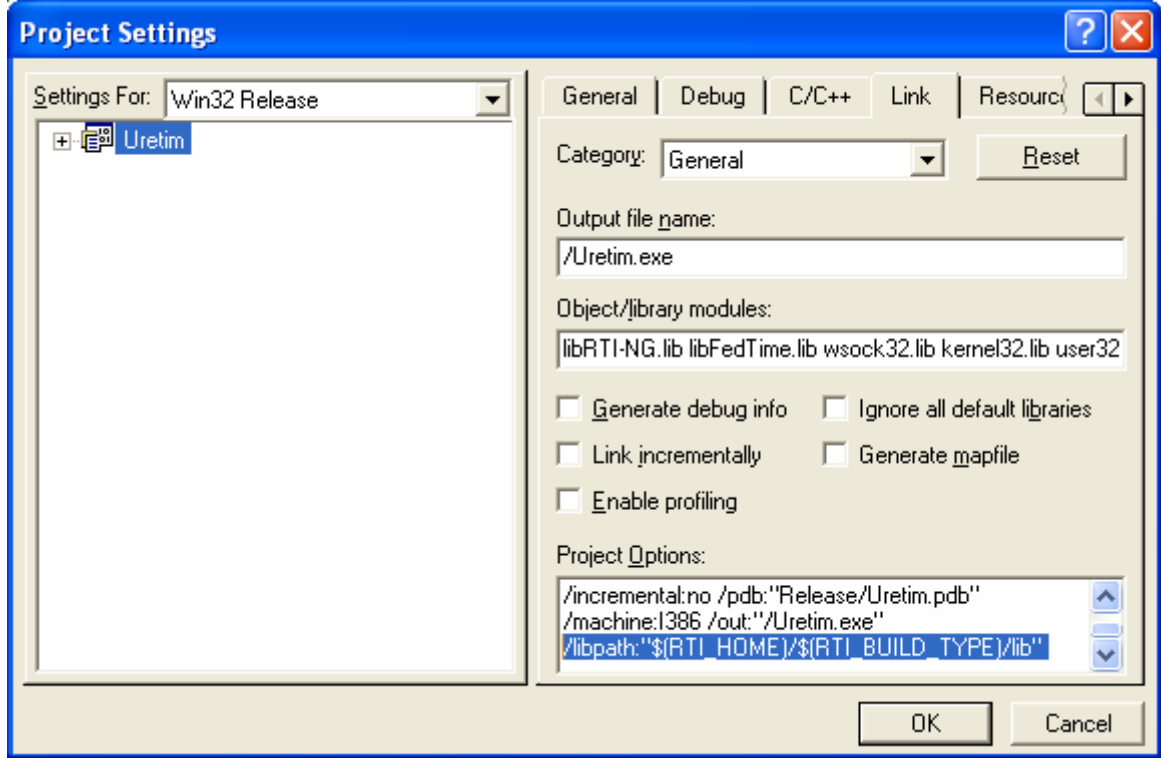 Project Settings
Settings For: Win32 Release
Uretim
General Debug C/C++ Link Resourc
Category: General Reset
Output file name:
/Uretim.exe
Object/library modules:
libRTI-NG.lib libFedTime.lib wsock32.lib kernel32.lib user32
Generate debug info Ignore all default libraries
Link incrementally Generate mapfile
Enable profiling
Project Options:
/incremental:no /pdb:"Release/Uretim.pdb"
/machine:I386 /out:"/Uretim.exe"
/libpath:"$(RTI_HOME)/$(RTI_BUILD_TYPE)/lib"
OK Cancel